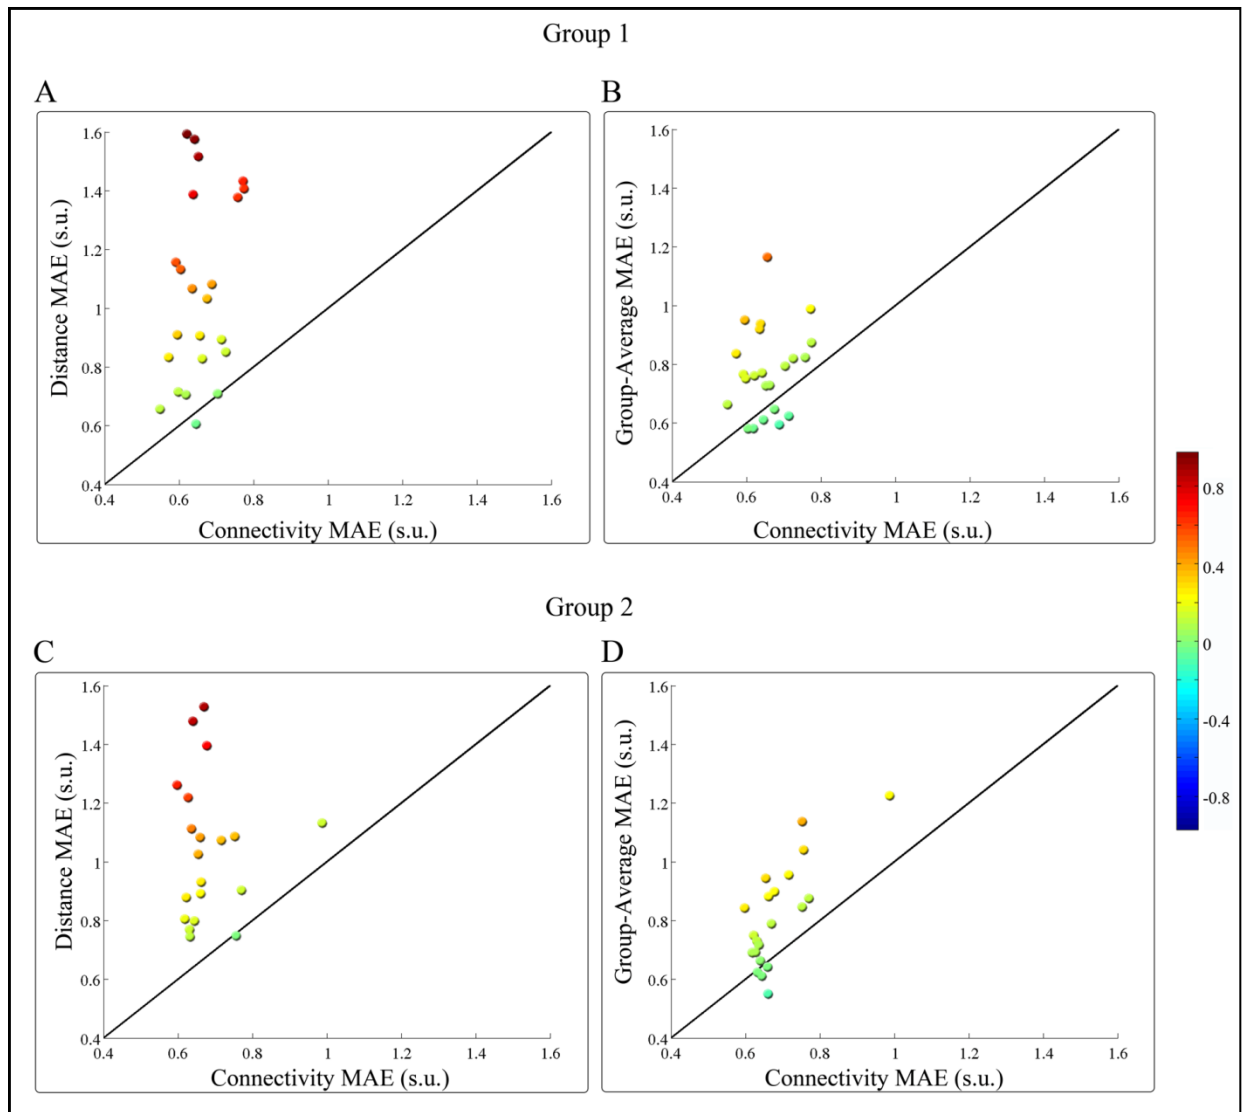 Group 1
A
B
1.6
1.4
1.2
1
0.8
0.6
0.4
Distance MAE (s.u.)
0.4 0.6 0.8 1 1.2 1.4 1.6
Connectivity MAE (s.u.)
1.6
1.4
1.2
1
0.8
0.6
0.4
Group-Average MAE (s.u.)
0.4 0.6 0.8 1 1.2 1.4 1.6
Connectivity MAE (s.u.)
Group 2
C
D
1.6
1.4
1.2
1
0.8
0.6
0.4
Distance MAE (s.u.)
0.4 0.6 0.8 1 1.2 1.4 1.6
Connectivity MAE (s.u.)
1.6
1.4
1.2
1
0.8
0.6
0.4
Group-Average MAE (s.u.)
0.4 0.6 0.8 1 1.2 1.4 1.6
Connectivity MAE (s.u.)
0.8
0.4
0
-0.4
-0.8